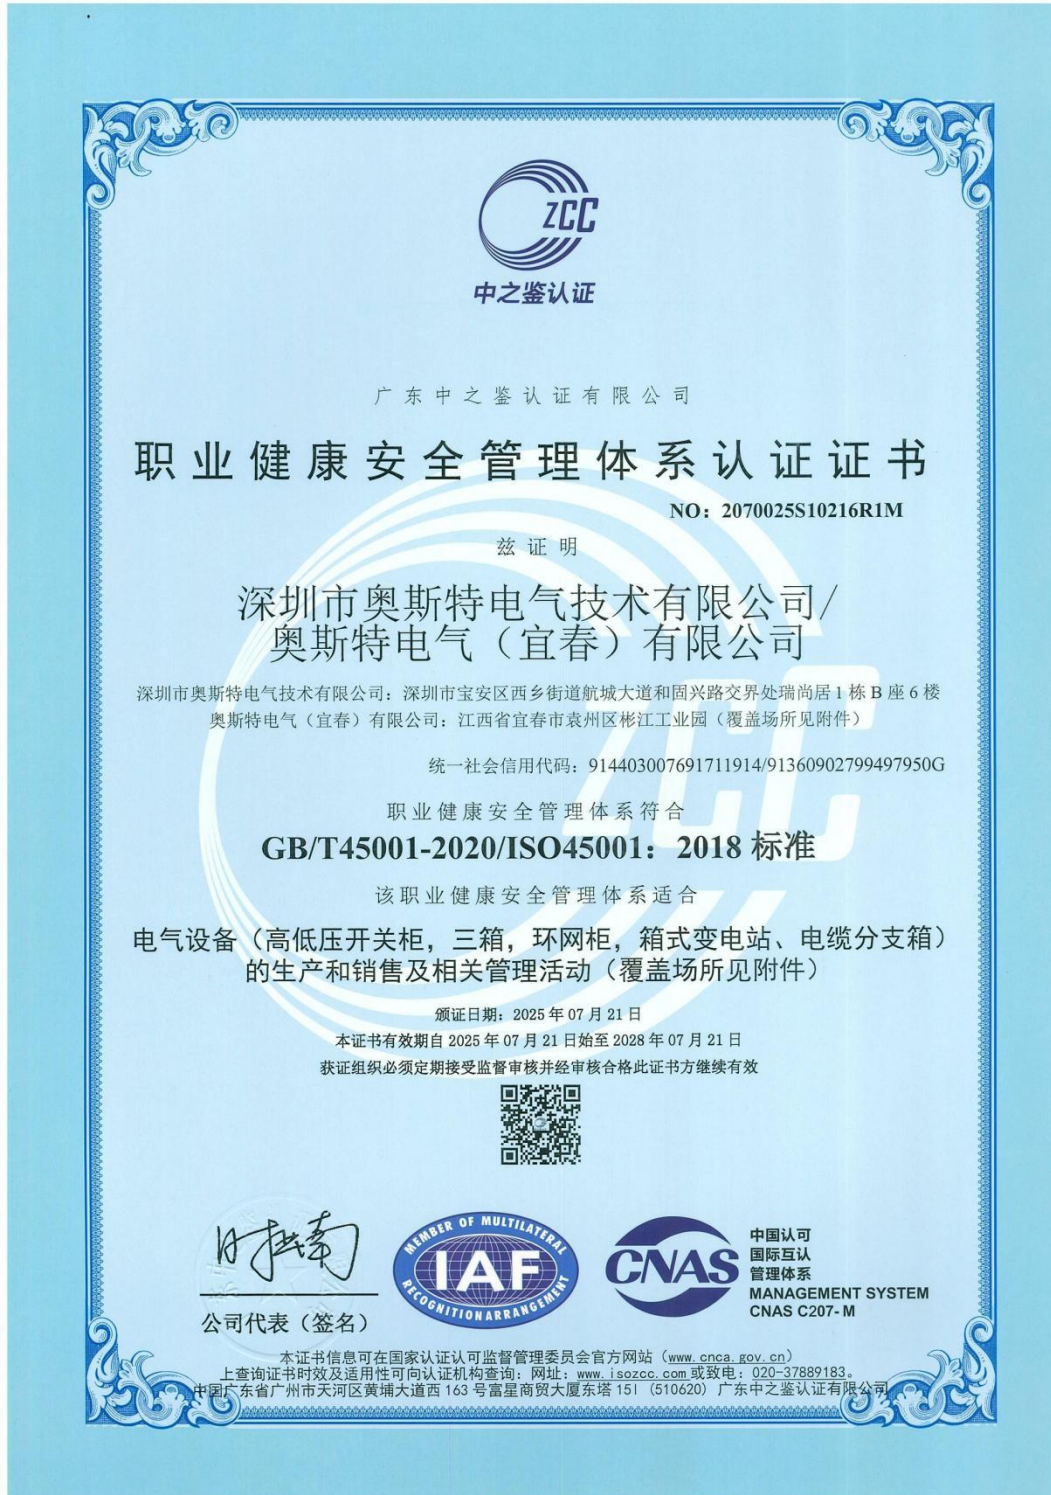 ZCC
中之鉴认证
广东中之鉴认证有限公司
职业健康安全管理体系认证证书
NO：2070025S10216R1M
兹证明
深圳市奥斯特电气技术有限公司/
奥斯特电气（宜春）有限公司
深圳市奥斯特电气技术有限公司：深圳市宝安区西乡街道航城大道和固兴路交界处瑞尚居1栋B座6楼
奥斯特电气（宜春）有限公司：江西省宜春市袁州区彬江工业园（覆盖场所见附件）
统一社会信用代码：914403007691711914/91360902799497950G
职业健康安全管理体系符合
GB/T45001-2020/ISO45001：2018 标准
该职业健康安全管理体系适合
电气设备（高低压开关柜，三箱，环网柜，箱式变电站、电缆分支箱）
的生产和销售及相关管理活动（覆盖场所见附件）
颁证日期：2025年07月21日
本证书有效期自2025年07月21日始至2028年07月21日
获证组织必须定期接受监督审核并经审核合格此证书方继续有效
公司代表（签名）
MEMBER OF MULTILATERAL
IAF
RECOGNITION ARRANGEMENT
CNAS
中国认可
国际互认
管理体系
MANAGEMENT SYSTEM
CNAS C207-M
本证书信息可在国家认证认可监督管理委员会官方网站（www.cnca.gov.cn）
上查询证书时效及适用性可向认证机构查询：网址：www.isozcc.com或致电：020-37889183。
中国广东省广州市天河区黄埔大道西163号富星商贸大厦东塔15l（510620）广东中之鉴认证有限公司